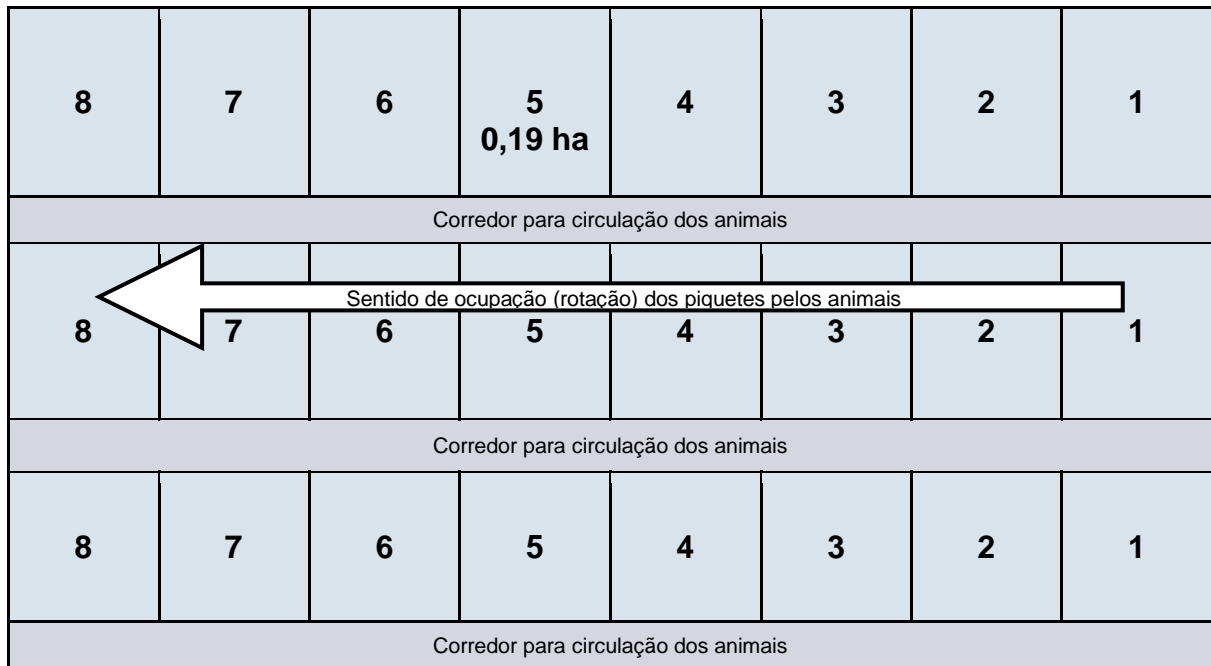 8 7 6 5 4 3 2 1
0,19 ha
Corredor para circulação dos animais
Sentido de ocupação (rotação) dos piquetes pelos animais
8 7 6 5 4 3 2 1
Corredor para circulação dos animais
8 7 6 5 4 3 2 1
Corredor para circulação dos animais